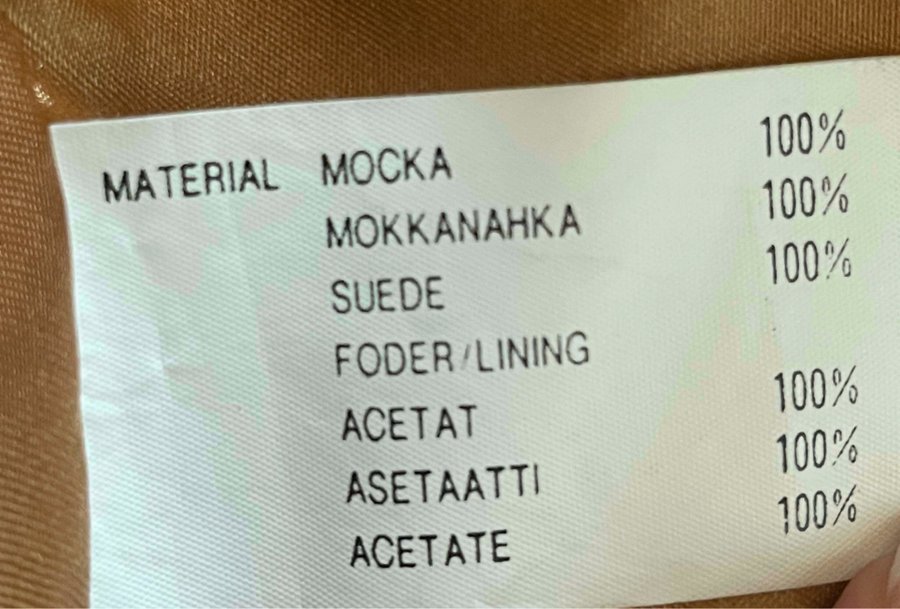 MATERIAL MOCKA 100%
MOKKANAHKA 100%
SUEDE 100%
FODER/LINING
ACETAT 100%
ASETAATTI 100%
ACETATE 100%